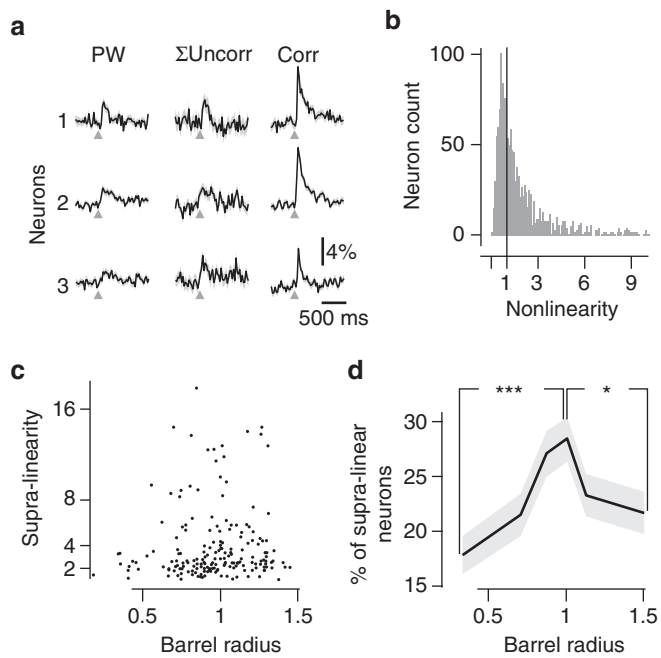 a
PW ΣUncorr Corr
Neurons
1
2
3
4%
500 ms
b
Neuron count
100
50
0
1 3 6 9
Nonlinearity
c
Supra-linearity
16
8
4
2
0.5 1 1.5
Barrel radius
d
*** *
% of supra-linear
neurons
30
25
20
15
0.5 1 1.5
Barrel radius